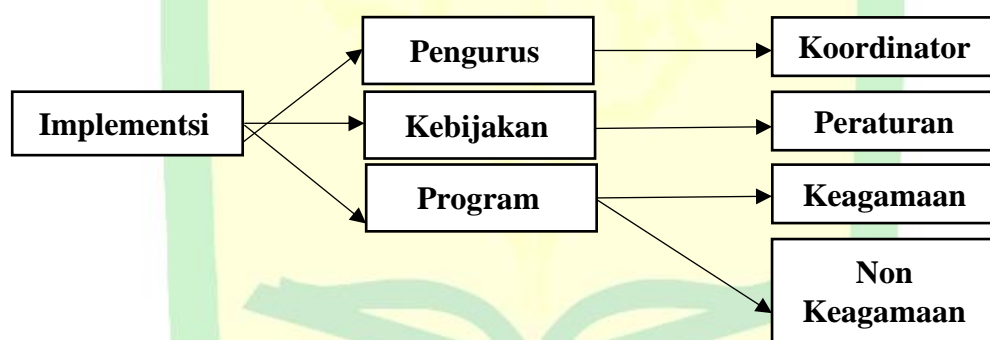 Implementsi
Pengurus
Kebijakan
Program
Koordinator
Peraturan
Keagamaan
Non
Keagamaan